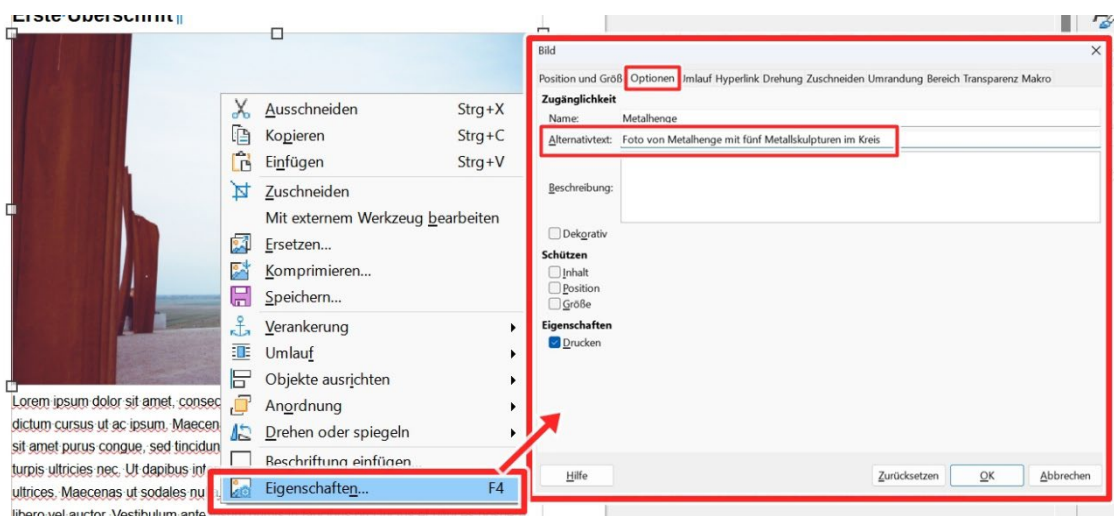 Erste Überschrift
Ausschneiden Strg+X
Kopieren Strg+C
Einfügen Strg+V
Zuschneiden
Mit externem Werkzeug bearbeiten
Ersetzen...
Komprimieren...
Speichern...
Verankerung
Umlauf
Objekte ausrichten
Anordnung
Drehen oder spiegeln
Beschriftung einfügen...
Eigenschaften... F4
Lorem ipsum dolor sit amet, consec
dictum cursus ut ac ipsum. Maecen
sit amet purus congue, sed tincidun
turpis ultricies nec. Ut dapibus int
ultrices. Maecenas ut sodales nu
libero vel auctor. Vestibulum ante
Bild
Position und Größ Optionen Umlauf Hyperlink Drehung Zuschneiden Umrandung Bereich Transparenz Makro
Zugänglichkeit
Name: Metalhenge
Alternativtext: Foto von Metalhenge mit fünf Metallskulpturen im Kreis
Beschreibung:
Dekorativ
Schützen
Inhalt
Position
Größe
Eigenschaften
Drucken
Hilfe Zurücksetzen OK Abbrechen